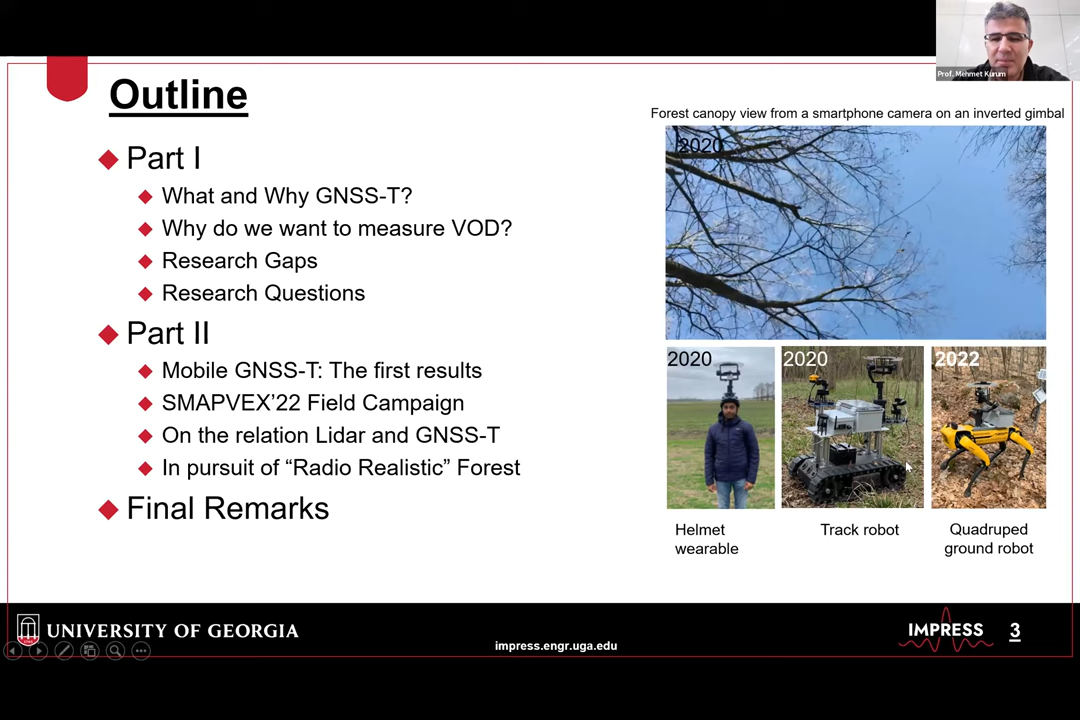 Prof. Mehmet Kurum
Outline
Part I
What and Why GNSS-T?
Why do we want to measure VOD?
Research Gaps
Research Questions
Part II
Mobile GNSS-T: The first results
SMAPVEX’22 Field Campaign
On the relation Lidar and GNSS-T
In pursuit of “Radio Realistic” Forest
Final Remarks
Forest canopy view from a smartphone camera on an inverted gimbal
2020
2020
2020
2022
Helmet
wearable
Track robot
Quadruped
ground robot
UNIVERSITY OF GEORGIA
impress.engr.uga.edu
IMPRESS
3